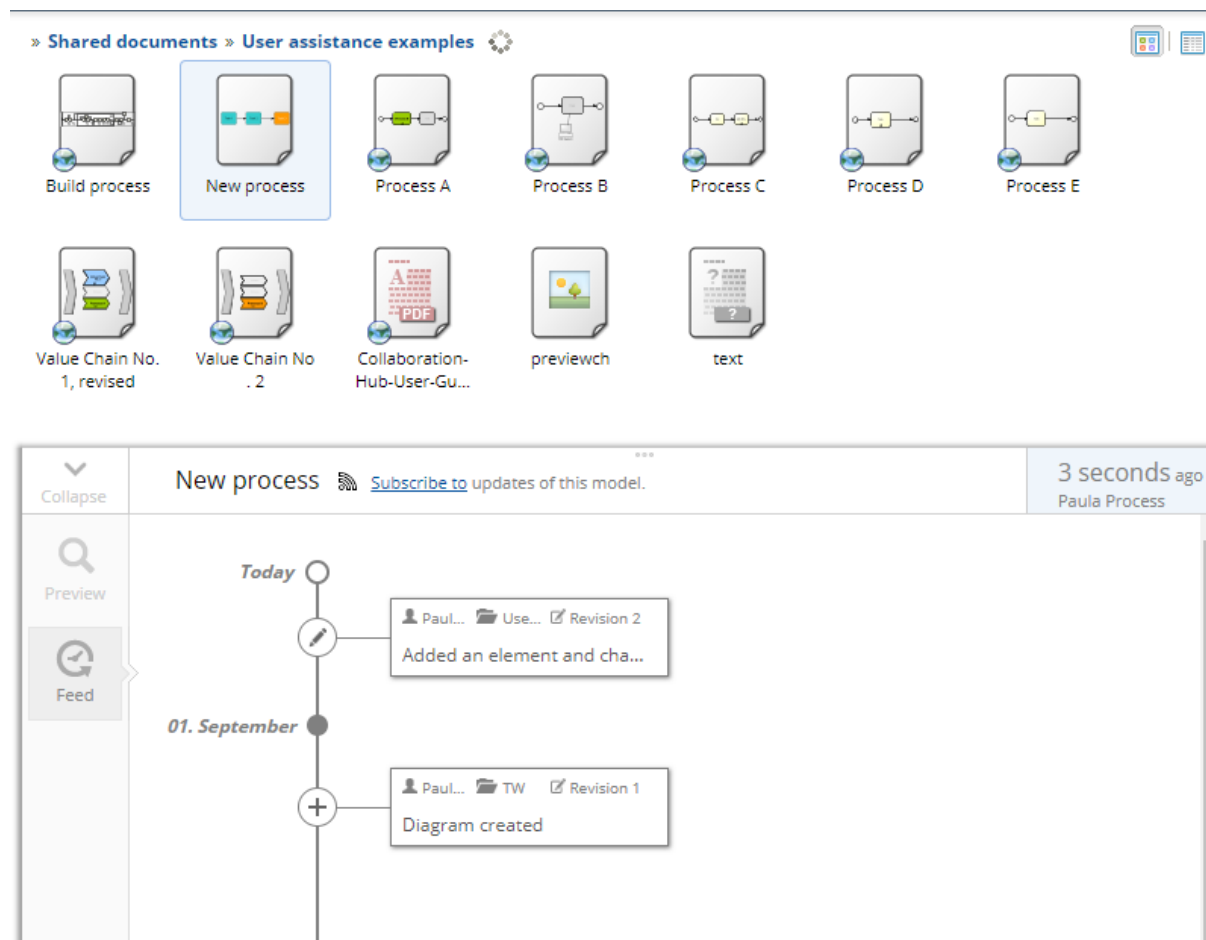 » Shared documents » User assistance examples
Build process
New process
Process A
Process B
Process C
Process D
Process E
Value Chain No.
1, revised
Value Chain No
. 2
A
PDF
Collaboration-
Hub-User-Gu...
previewch
?
?
text
Collapse
New process Subscribe to updates of this model.
3 seconds ago
Paula Process
Preview
Feed
Today
Paul... Use... Revision 2
Added an element and cha...
01. September
Paul... TW Revision 1
Diagram created